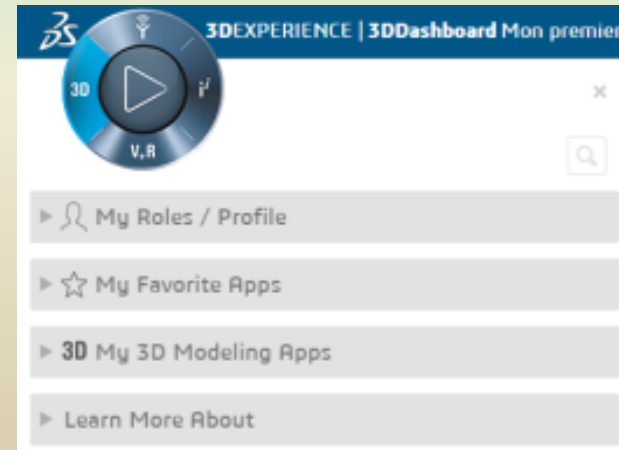 3DEXPERIENCE | 3DDashboard Mon premier
3D
V,R
My Roles / Profile
My Favorite Apps
3D My 3D Modeling Apps
Learn More About